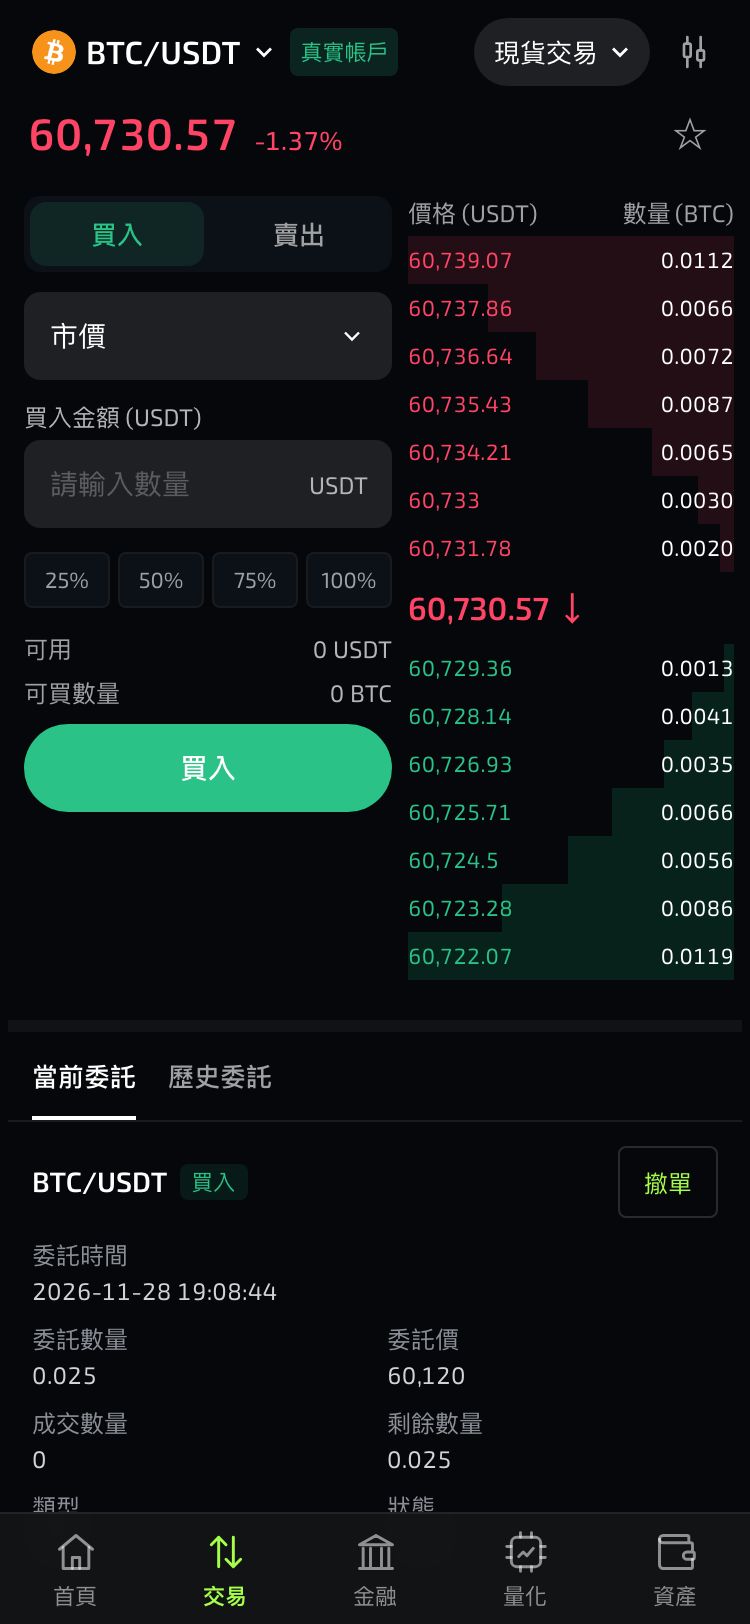 BTC/USDT 真實帳戶 現貨交易
60,730.57 -1.37%
買入 賣出
市價
買入金額 (USDT)
請輸入數量 USDT
25% 50% 75% 100%
可用 0 USDT
可買數量 0 BTC
買入
價格 (USDT) 數量 (BTC)
60,739.07 0.0112
60,737.86 0.0066
60,736.64 0.0072
60,735.43 0.0087
60,734.21 0.0065
60,733 0.0030
60,731.78 0.0020
60,730.57 ↓
60,729.36 0.0013
60,728.14 0.0041
60,726.93 0.0035
60,725.71 0.0066
60,724.5 0.0056
60,723.28 0.0086
60,722.07 0.0119
當前委託 歷史委託
BTC/USDT 買入 撤單
委託時間
2026-11-28 19:08:44
委託數量 委託價
0.025 60,120
成交數量 剩餘數量
0 0.025
類型 狀態
首頁 交易 金融 量化 資產